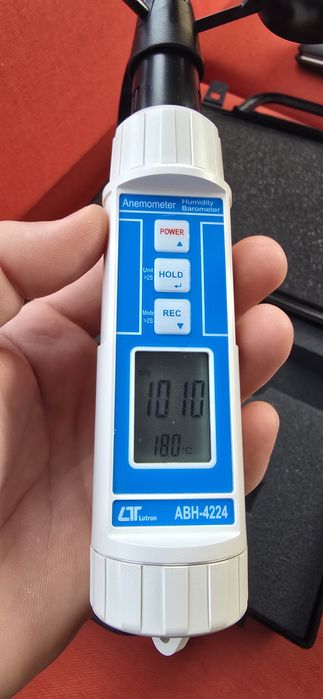 Anemometer Humidity
Barometer
POWER
Unit
>2S
HOLD
Mode
>2S
REC
1010
18.0 °C
LT Lutron ABH-4224